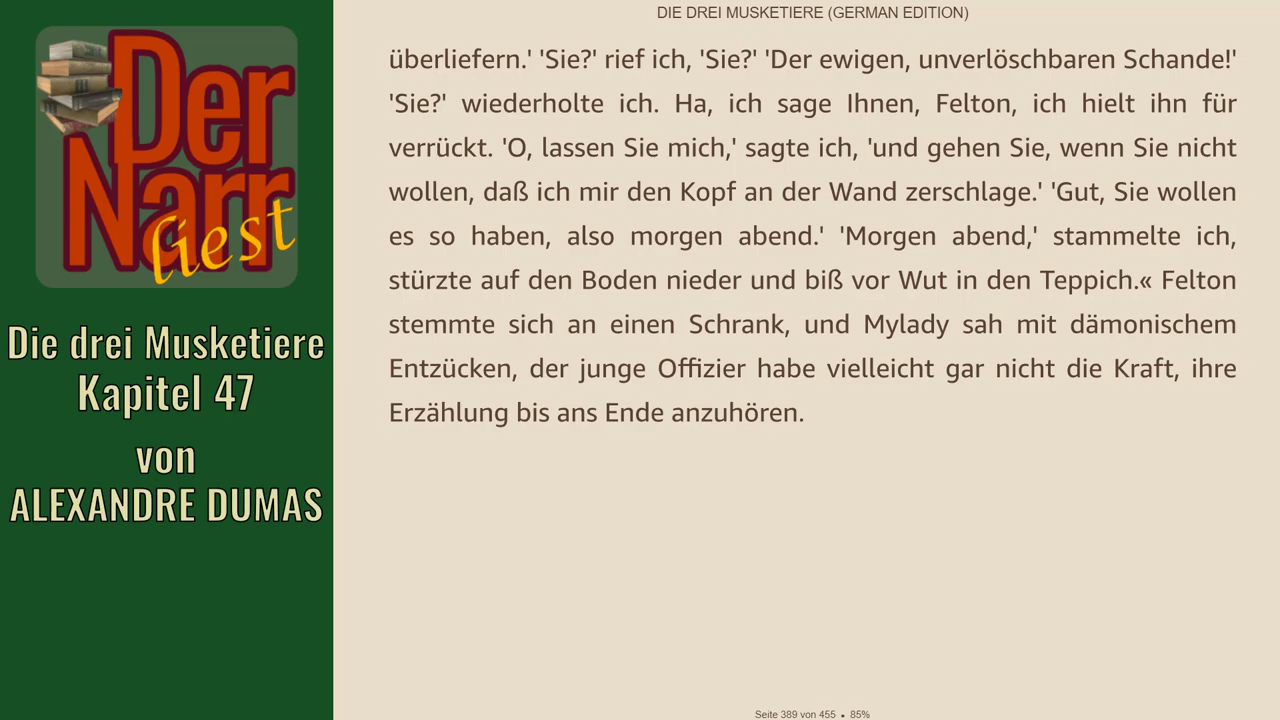 Der
Narr
liest
Die drei Musketiere
Kapitel 47
von
ALEXANDRE DUMAS
DIE DREI MUSKETIERE (GERMAN EDITION)
überliefern.' 'Sie?' rief ich, 'Sie?' 'Der ewigen, unverlöschbaren Schande!'
'Sie?' wiederholte ich. Ha, ich sage Ihnen, Felton, ich hielt ihn für
verrückt. 'O, lassen Sie mich,' sagte ich, 'und gehen Sie, wenn Sie nicht
wollen, daß ich mir den Kopf an der Wand zerschlage.' 'Gut, Sie wollen
es so haben, also morgen abend.' 'Morgen abend,' stammelte ich,
stürzte auf den Boden nieder und biß vor Wut in den Teppich.« Felton
stemmte sich an einen Schrank, und Mylady sah mit dämonischem
Entzücken, der junge Offizier habe vielleicht gar nicht die Kraft, ihre
Erzählung bis ans Ende anzuhören.
Seite 389 von 455 • 85%